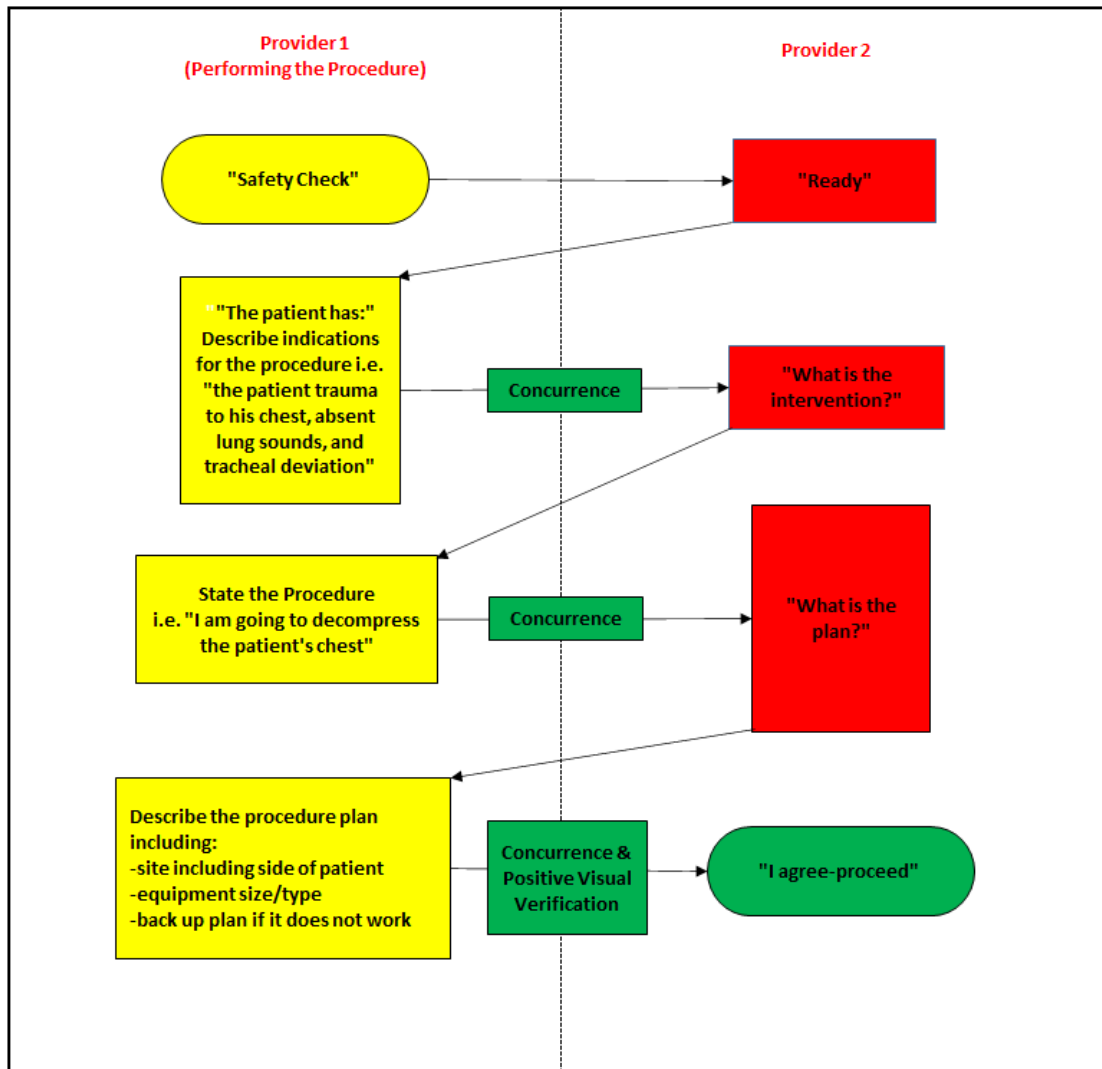 Provider 1
(Performing the Procedure)
Provider 2
"Safety Check"
"Ready"
""The patient has:"
Describe indications
for the procedure i.e.
"the patient trauma
to his chest, absent
lung sounds, and
tracheal deviation"
Concurrence
"What is the
intervention?"
State the Procedure
i.e. "I am going to decompress
the patient's chest"
Concurrence
"What is the
plan?"
Describe the procedure plan
including:
-site including side of patient
-equipment size/type
-back up plan if it does not work
Concurrence &
Positive Visual
Verification
"I agree-proceed"